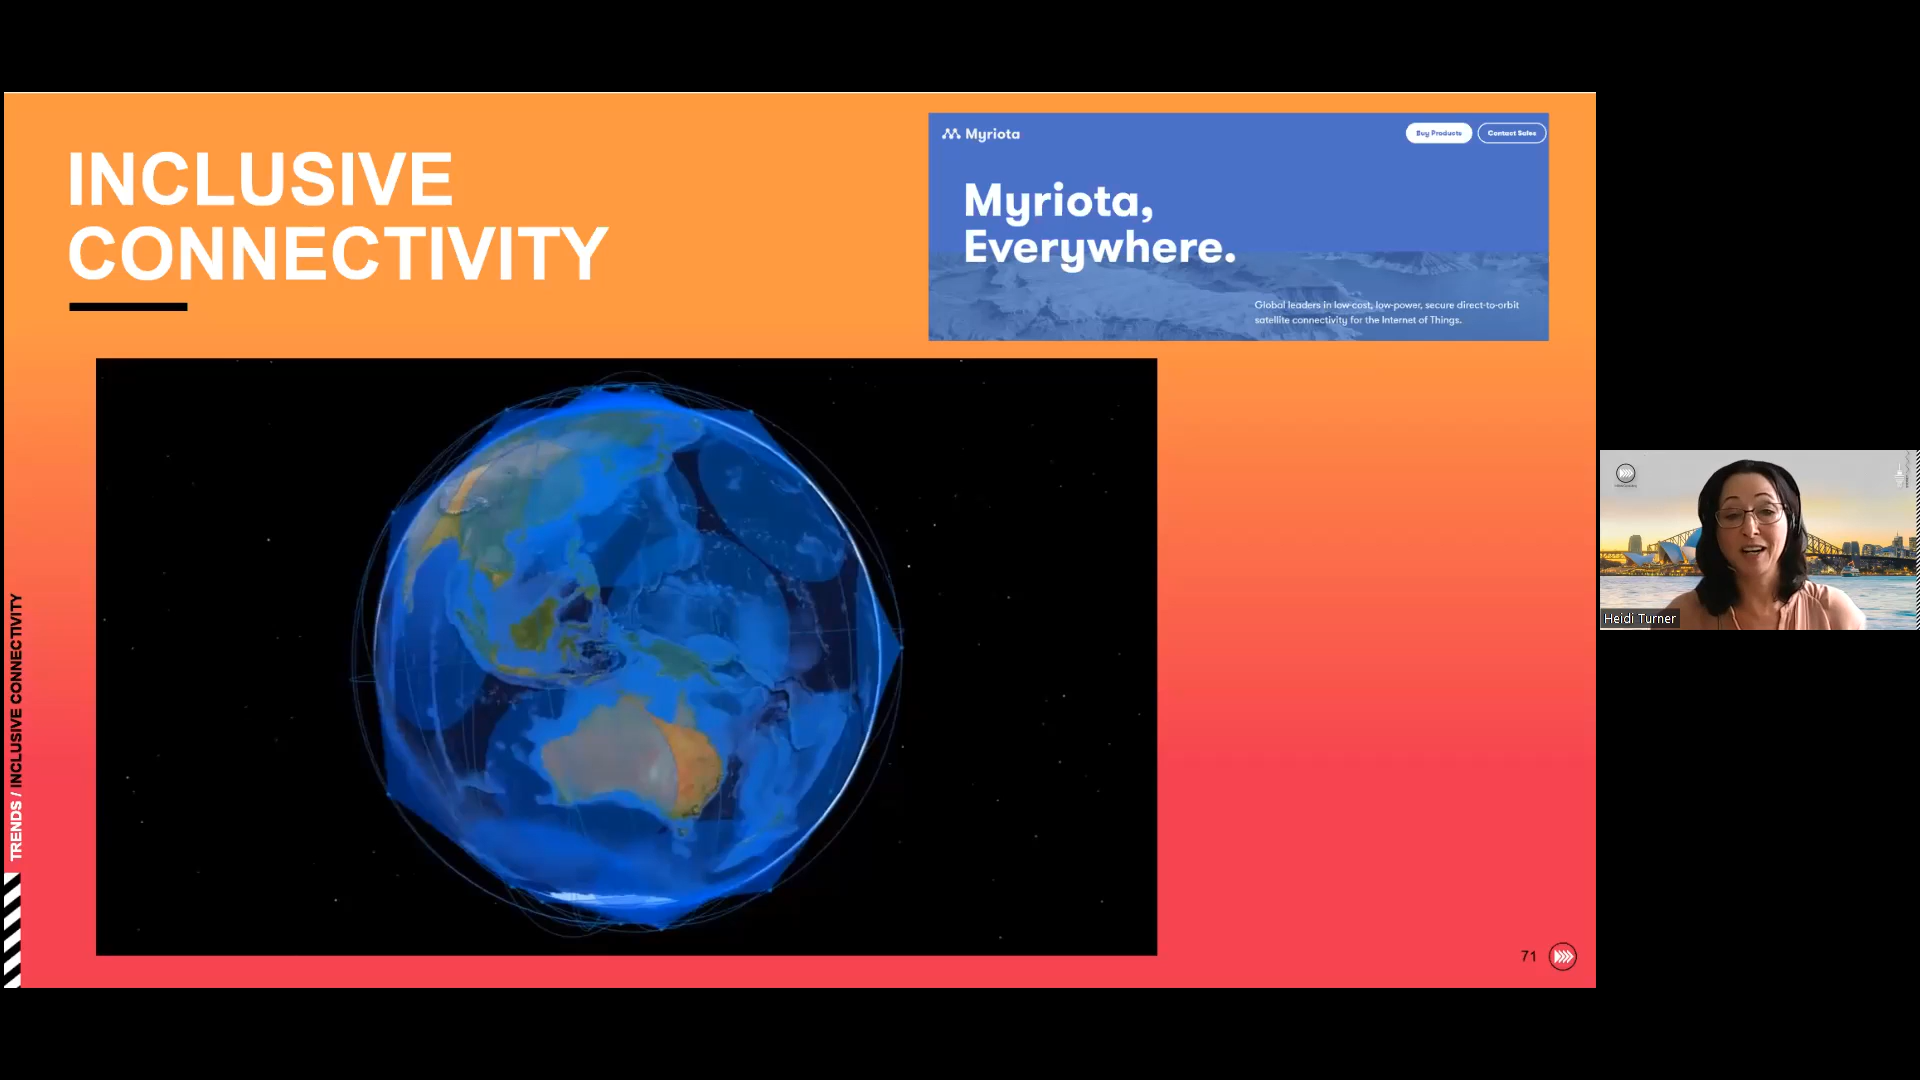 INCLUSIVE
CONNECTIVITY
Myriota
Buy Products
Contact Sales
Myriota,
Everywhere.
Global leaders in low-cost, low-power, secure direct-to-orbit
satellite connectivity for the Internet of Things.
TRENDS / INCLUSIVE CONNECTIVITY
71
Heidi Turner